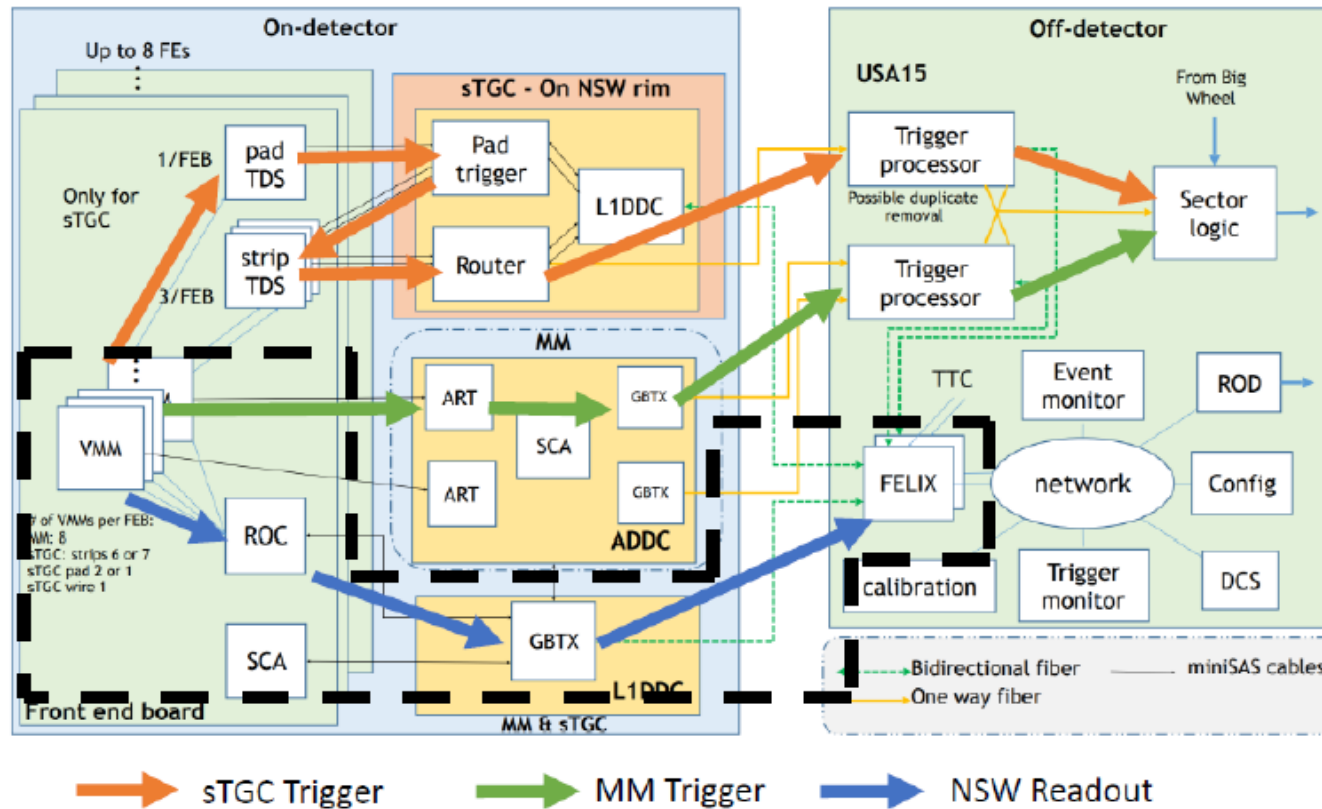 On-detector
Up to 8 FEs
1/FEB
Only for
sTGC
pad
TDS
strip
TDS
3/FEB
VMM
# of VMMs per FEB:
MM: 8
sTGC: strips 6 or 7
sTGC pad 2 or 1
sTGC wire 1
ROC
SCA
Front end board
sTGC - On NSW rim
Pad
trigger
L1DDC
Router
MM
ART
GBTX
SCA
ART
GBTX
ADDC
GBTX
L1DDC
MM & sTGC
Off-detector
USA15
From Big
Wheel
Trigger
processor
Possible duplicate
removal
Sector
logic
Trigger
processor
TTC
Event
monitor
ROD
FELIX
network
Config
calibration
Trigger
monitor
DCS
Bidirectional fiber
miniSAS cables
One way fiber
sTGC Trigger
MM Trigger
NSW Readout